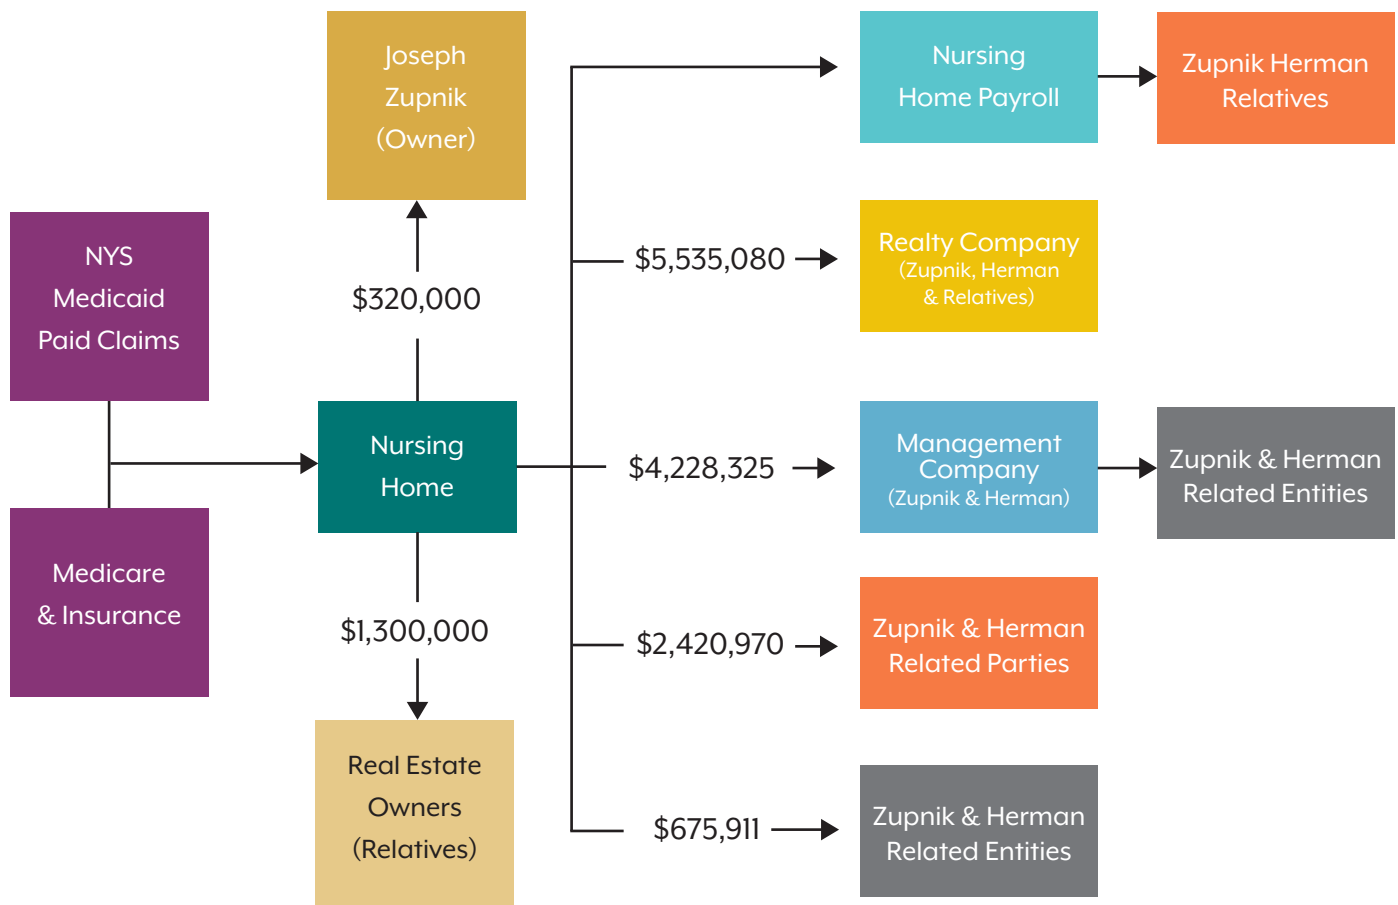 NYS
Medicaid
Paid Claims
Medicare
& Insurance
Joseph
Zupnik
(Owner)
$320,000
Nursing
Home
$1,300,000
Real Estate
Owners
(Relatives)
Nursing
Home Payroll
Zupnik Herman
Relatives
$5,535,080
Realty Company
(Zupnik, Herman
& Relatives)
$4,228,325
Management
Company
(Zupnik & Herman)
Zupnik & Herman
Related Entities
$2,420,970
Zupnik & Herman
Related Parties
$675,911
Zupnik & Herman
Related Entities